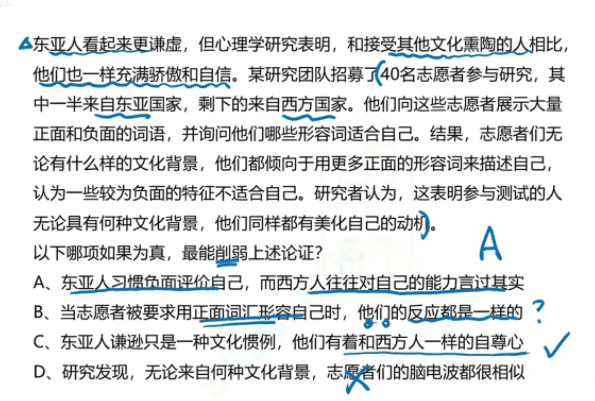 东亚人看起来更谦虚，但心理学研究表明，和接受其他文化熏陶的人相比，
他们也一样充满骄傲和自信。某研究团队招募了40名志愿者参与研究，其
中一半来自东亚国家，剩下的来自西方国家。他们向这些志愿者展示大量
正面和负面的词语，并询问他们哪些形容词适合自己。结果，志愿者们无
论有什么样的文化背景，他们都倾向于用更多正面的形容词来描述自己，
认为一些较为负面的特征不适合自己。研究者认为，这表明参与测试的人
无论具有何种文化背景，他们同样都有美化自己的动机。
以下哪项如果为真，最能削弱上述论证？
A
A、东亚人习惯负面评价自己，而西方人往往对自己的能力言过其实
B、当志愿者被要求用正面词汇形容自己时，他们的反应都是一样的 ?
C、东亚人谦逊只是一种文化惯例，他们有着和西方人一样的自尊心
D、研究发现，无论来自何种文化背景，志愿者们的脑电波都很相似